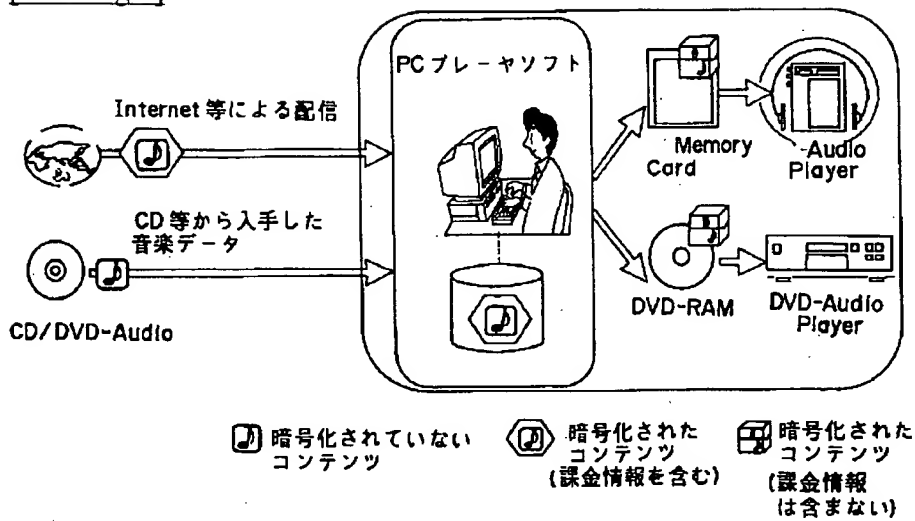 PCプレーヤソフト
Internet等による配信
Memory
Card
Audio
Player
CD等から入手した
音楽データ
CD/DVD-Audio
DVD-RAM
DVD-Audio
Player
暗号化されていない
コンテンツ
暗号化された
コンテンツ
(課金情報を含む)
暗号化された
コンテンツ
(課金情報
は含まない)